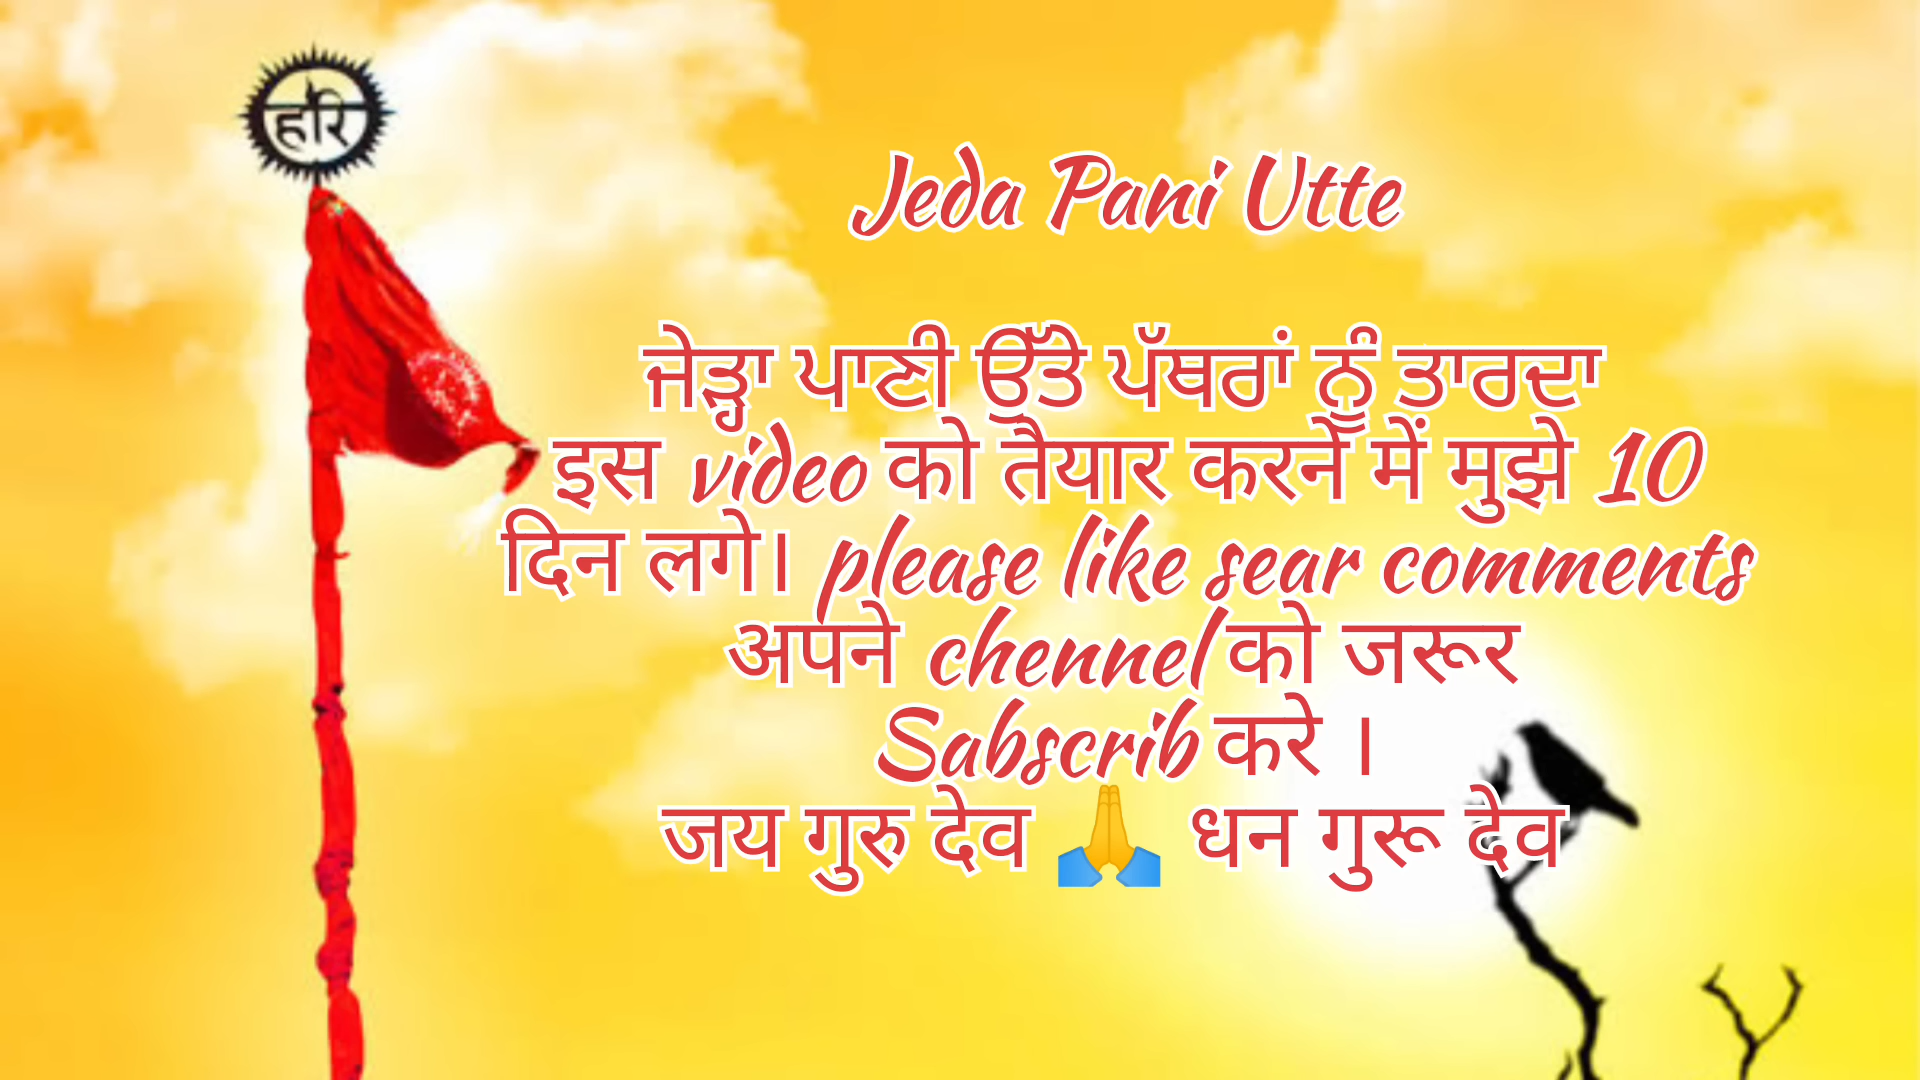 हरि
Jeda Pani Utte
ਜੇੜ੍ਹਾ ਪਾਣੀ ਉੱਤੇ ਪੱਥਰਾਂ ਨੂੰ ਤਾਰਦਾ
इस video को तैयार करने में मुझे 10
दिन लगे। please like sear comments
अपने chennel को जरूर
Sabscrib करे ।
जय गुरु देव 🙏 धन गुरू देव